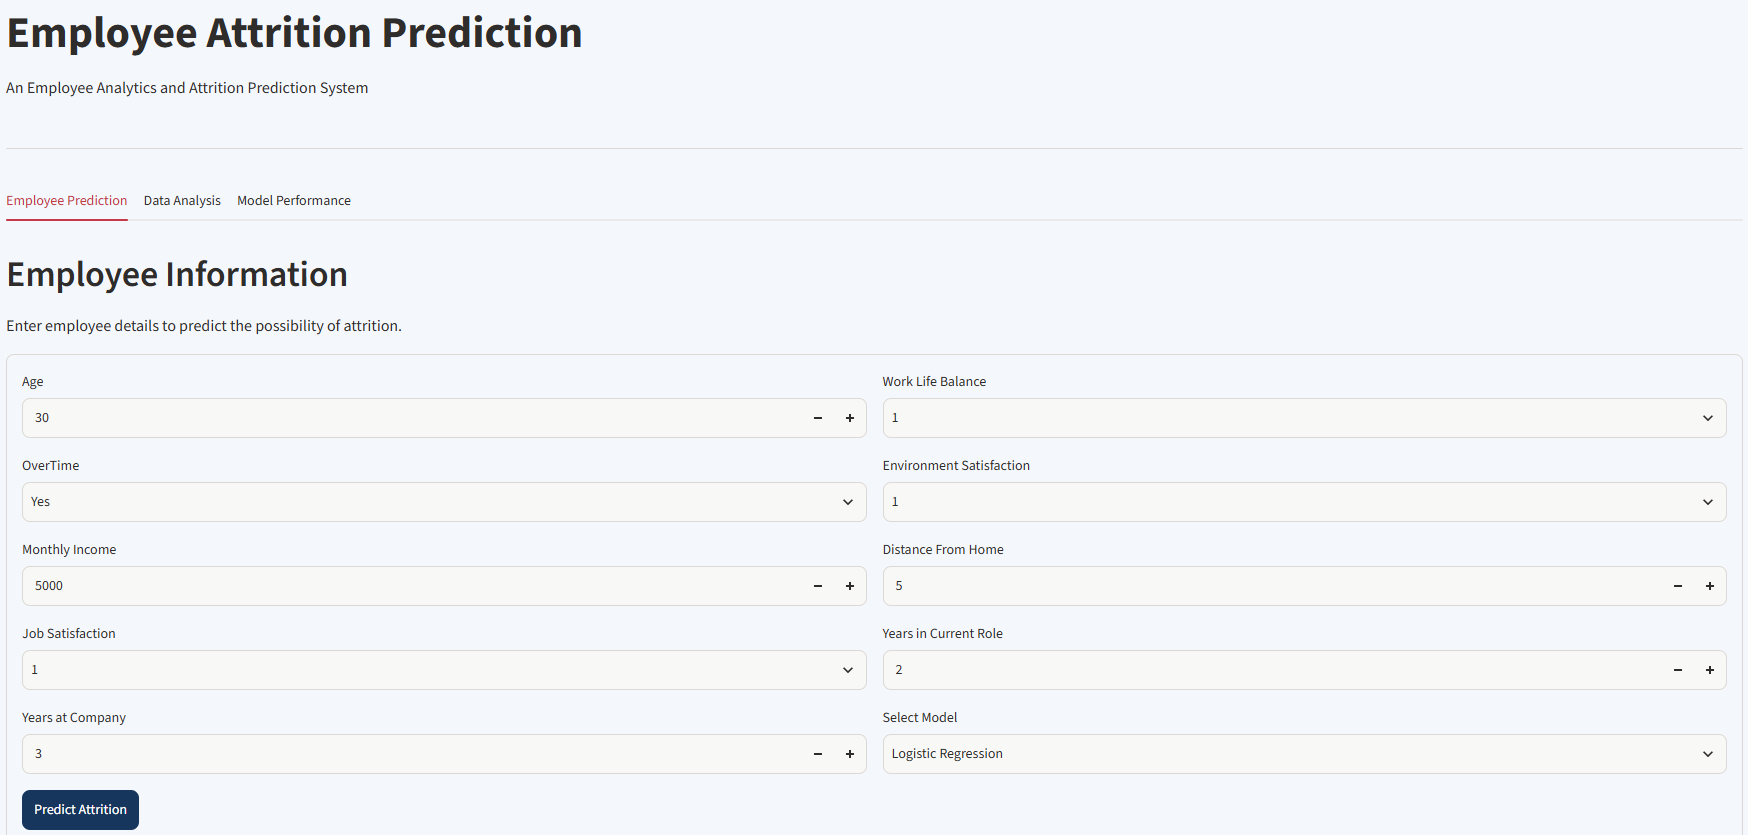 Employee Attrition Prediction
An Employee Analytics and Attrition Prediction System
Employee Prediction Data Analysis Model Performance
Employee Information
Enter employee details to predict the possibility of attrition.
Age
30
Work Life Balance
1
OverTime
Yes
Environment Satisfaction
1
Monthly Income
5000
Distance From Home
5
Job Satisfaction
1
Years in Current Role
2
Years at Company
3
Select Model
Logistic Regression
Predict Attrition